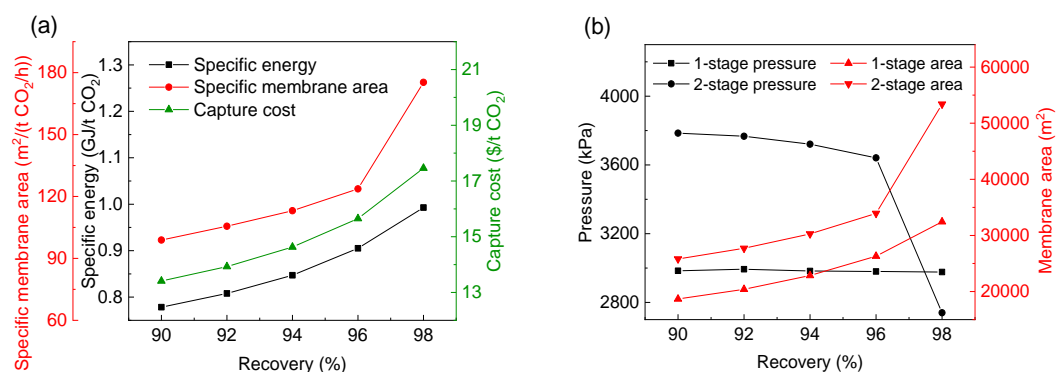 (a)
Specific membrane area (m²/(t CO₂/h))
180
150
120
90
60
Specific energy (GJ/t CO₂)
1.3
1.2
1.1
1.0
0.9
0.8
Specific energy
Specific membrane area
Capture cost
21
19
17
15
13
Capture cost ($/t CO₂)
90 92 94 96 98
Recovery (%)
(b)
Pressure (kPa)
4000
3600
3200
2800
1-stage pressure 1-stage area
2-stage pressure 2-stage area
60000
50000
40000
30000
20000
Membrane area (m²)
90 92 94 96 98
Recovery (%)